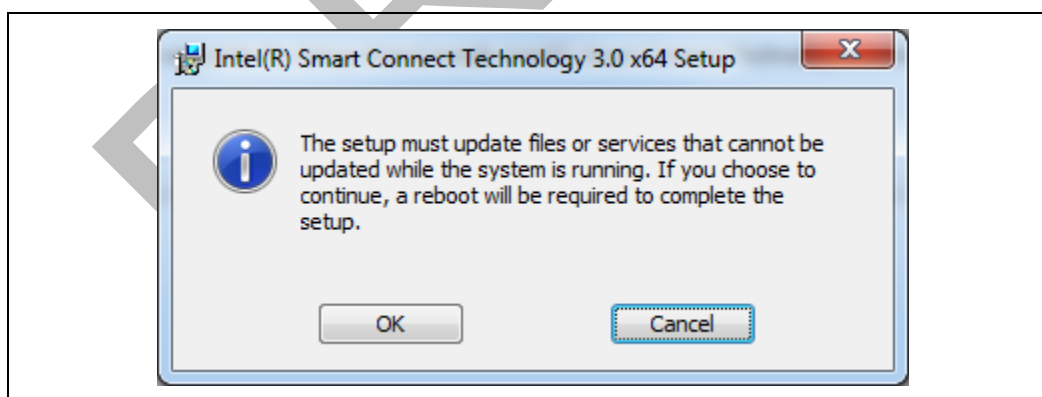 Intel(R) Smart Connect Technology 3.0 x64 Setup
The setup must update files or services that cannot be
updated while the system is running. If you choose to
continue, a reboot will be required to complete the
setup.
OK
Cancel